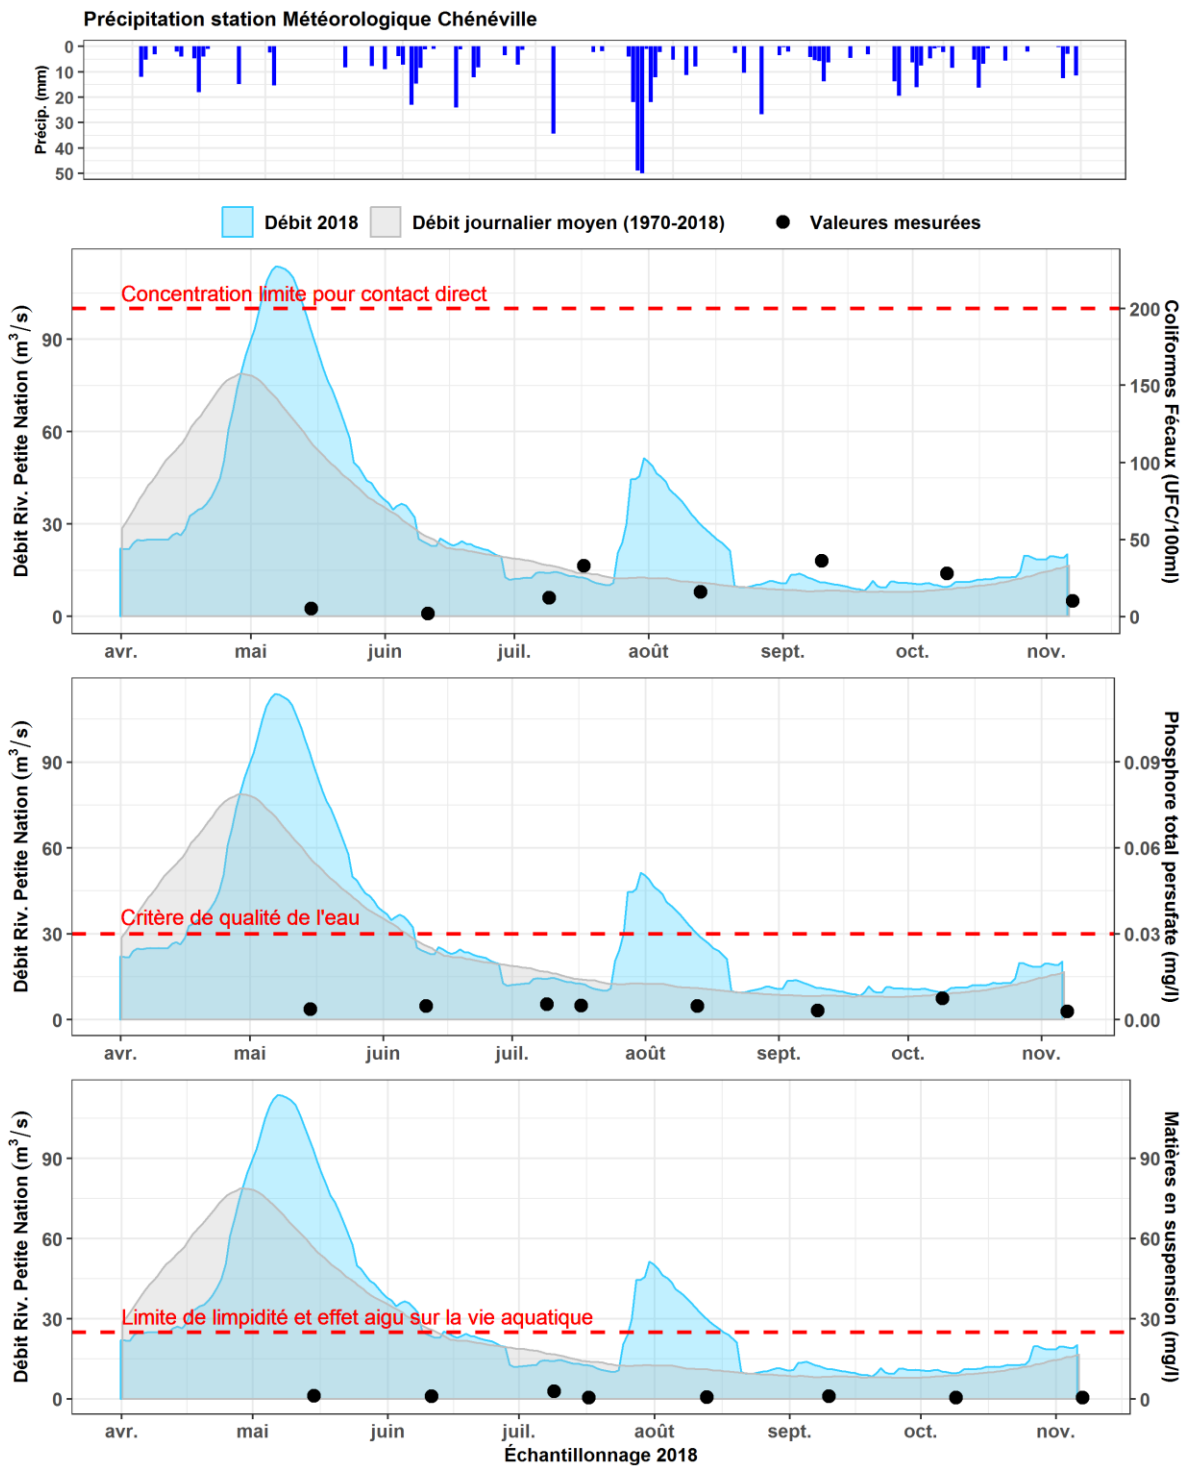 Précipitation station Météorologique Chénéville
Précip. (mm)
0
10
20
30
40
50
Débit 2018 Débit journalier moyen (1970-2018) Valeures mesurées
Débit Riv. Petite Nation (m³/s)
90
60
30
0
Concentration limite pour contact direct
200
150
100
50
0
Coliformes Fécaux (UFC/100ml)
avr. mai juin juil. août sept. oct. nov.
Débit Riv. Petite Nation (m³/s)
90
60
30
0
Critère de qualité de l'eau
0.09
0.06
0.03
0.00
Phosphore total persufate (mg/l)
avr. mai juin juil. août sept. oct. nov.
Débit Riv. Petite Nation (m³/s)
90
60
30
0
Limite de limpidité et effet aigu sur la vie aquatique
90
60
30
0
Matières en suspension (mg/l)
avr. mai juin juil. août sept. oct. nov.
Échantillonnage 2018